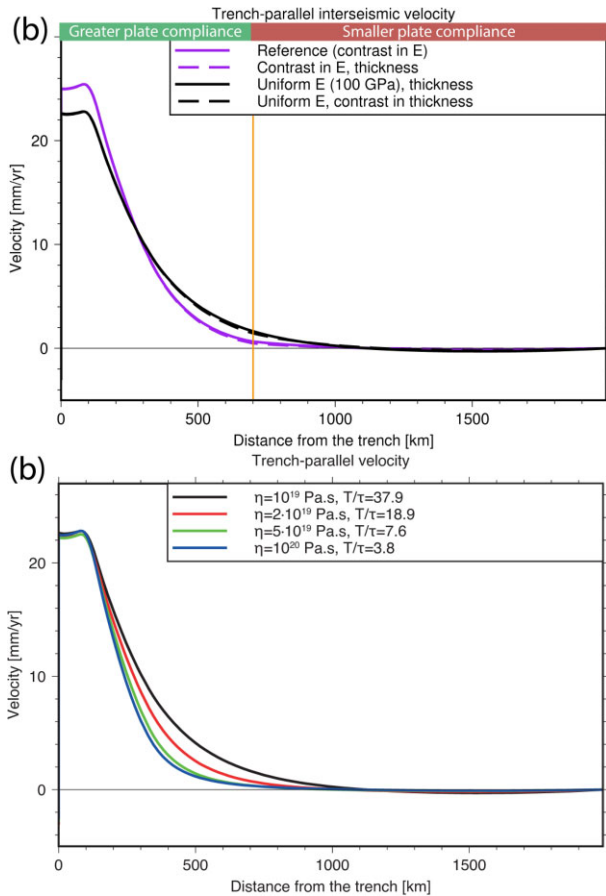 (b)
Trench-parallel interseismic velocity
Greater plate compliance
Smaller plate compliance
Reference (contrast in E)
Contrast in E, thickness
Uniform E (100 GPa), thickness
Uniform E, contrast in thickness
20
10
0
Velocity [mm/yr]
0
500
1000
1500
Distance from the trench [km]
(b)
Trench-parallel velocity
η=10¹⁹ Pa.s, T/τ=37.9
η=2·10¹⁹ Pa.s, T/τ=18.9
η=5·10¹⁹ Pa.s, T/τ=7.6
η=10²⁰ Pa.s, T/τ=3.8
20
10
0
Velocity [mm/yr]
0
500
1000
1500
Distance from the trench [km]